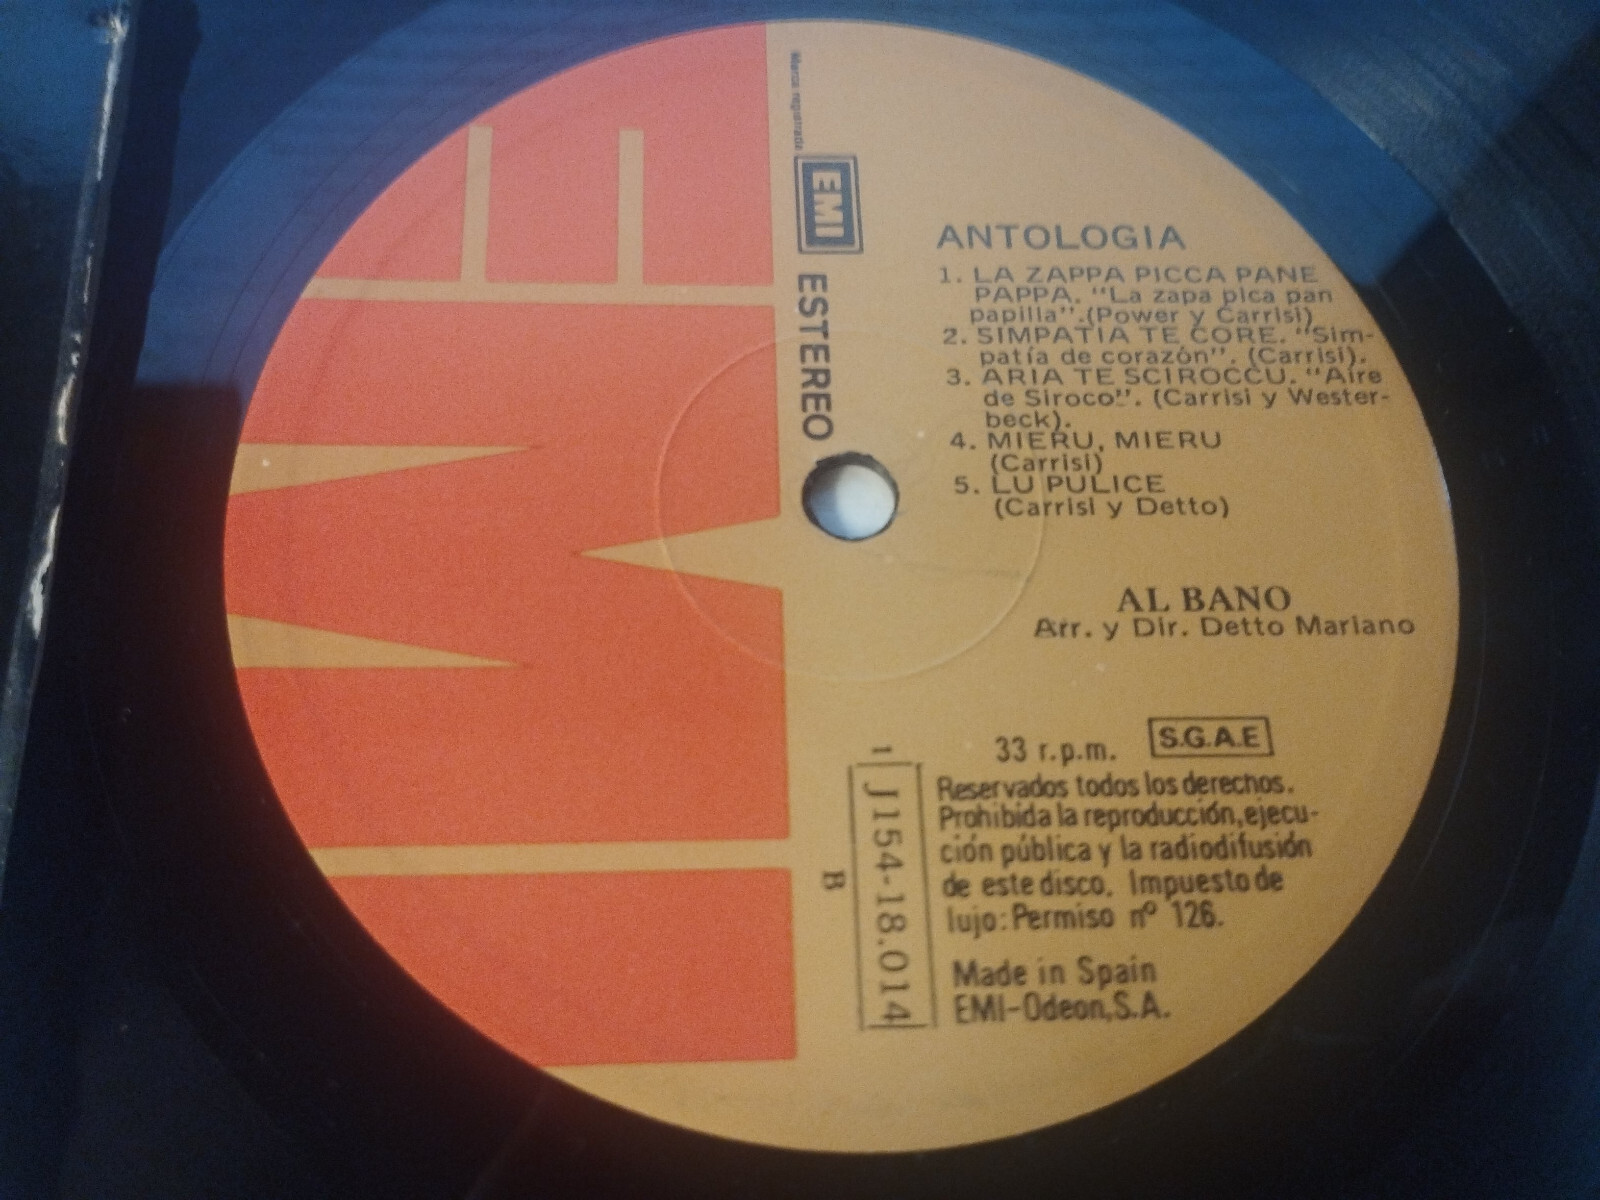 EMI
Marca registrada
EMI
ESTEREO
ANTOLOGIA
1. LA ZAPPA PICCA PANE
PAPPA. "La zapa pica pan
papilla".(Power y Carrisi)
2. SIMPATIA TE CORE. "Sim-
patía de corazón". (Carrisi).
3. ARIA TE SCIROCCU. "Aire
de Siroco". (Carrisi y Wester-
beck).
4. MIERU, MIERU
(Carrisi)
5. LU PULICE
(Carrisi y Detto)
AL BANO
Arr. y Dir. Detto Mariano
33 r.p.m. S.G.A.E
1 J 154-18.014
B
Reservados todos los derechos.
Prohibida la reproducción,ejecu-
ción pública y la radiodifusión
de este disco. Impuesto de
lujo: Permiso nº 126.
Made in Spain
EMI-Odeon,S.A.